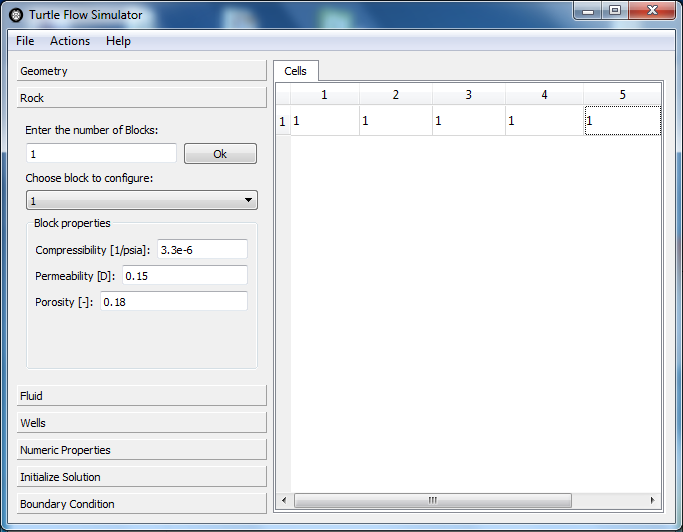 Turtle Flow Simulator
File Actions Help
Geometry
Rock
Enter the number of Blocks:
1 Ok
Choose block to configure:
1
Block properties
Compressibility [1/psia]: 3.3e-6
Permeability [D]: 0.15
Porosity [-]: 0.18
Fluid
Wells
Numeric Properties
Initialize Solution
Boundary Condition
Cells
1 2 3 4 5
1 1 1 1 1 1